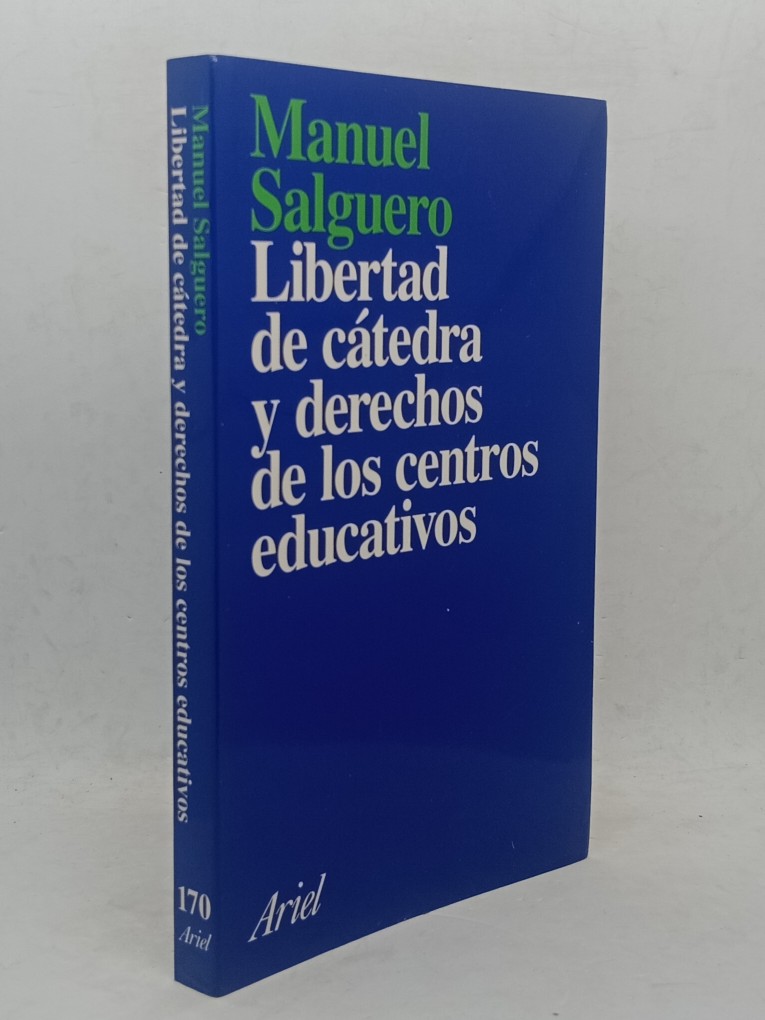 Manuel
Salguero
Libertad
de cátedra
y derechos
de los centros
educativos
Ariel
Manuel Salguero
Libertad de cátedra y derechos de los centros educativos
170
Ariel